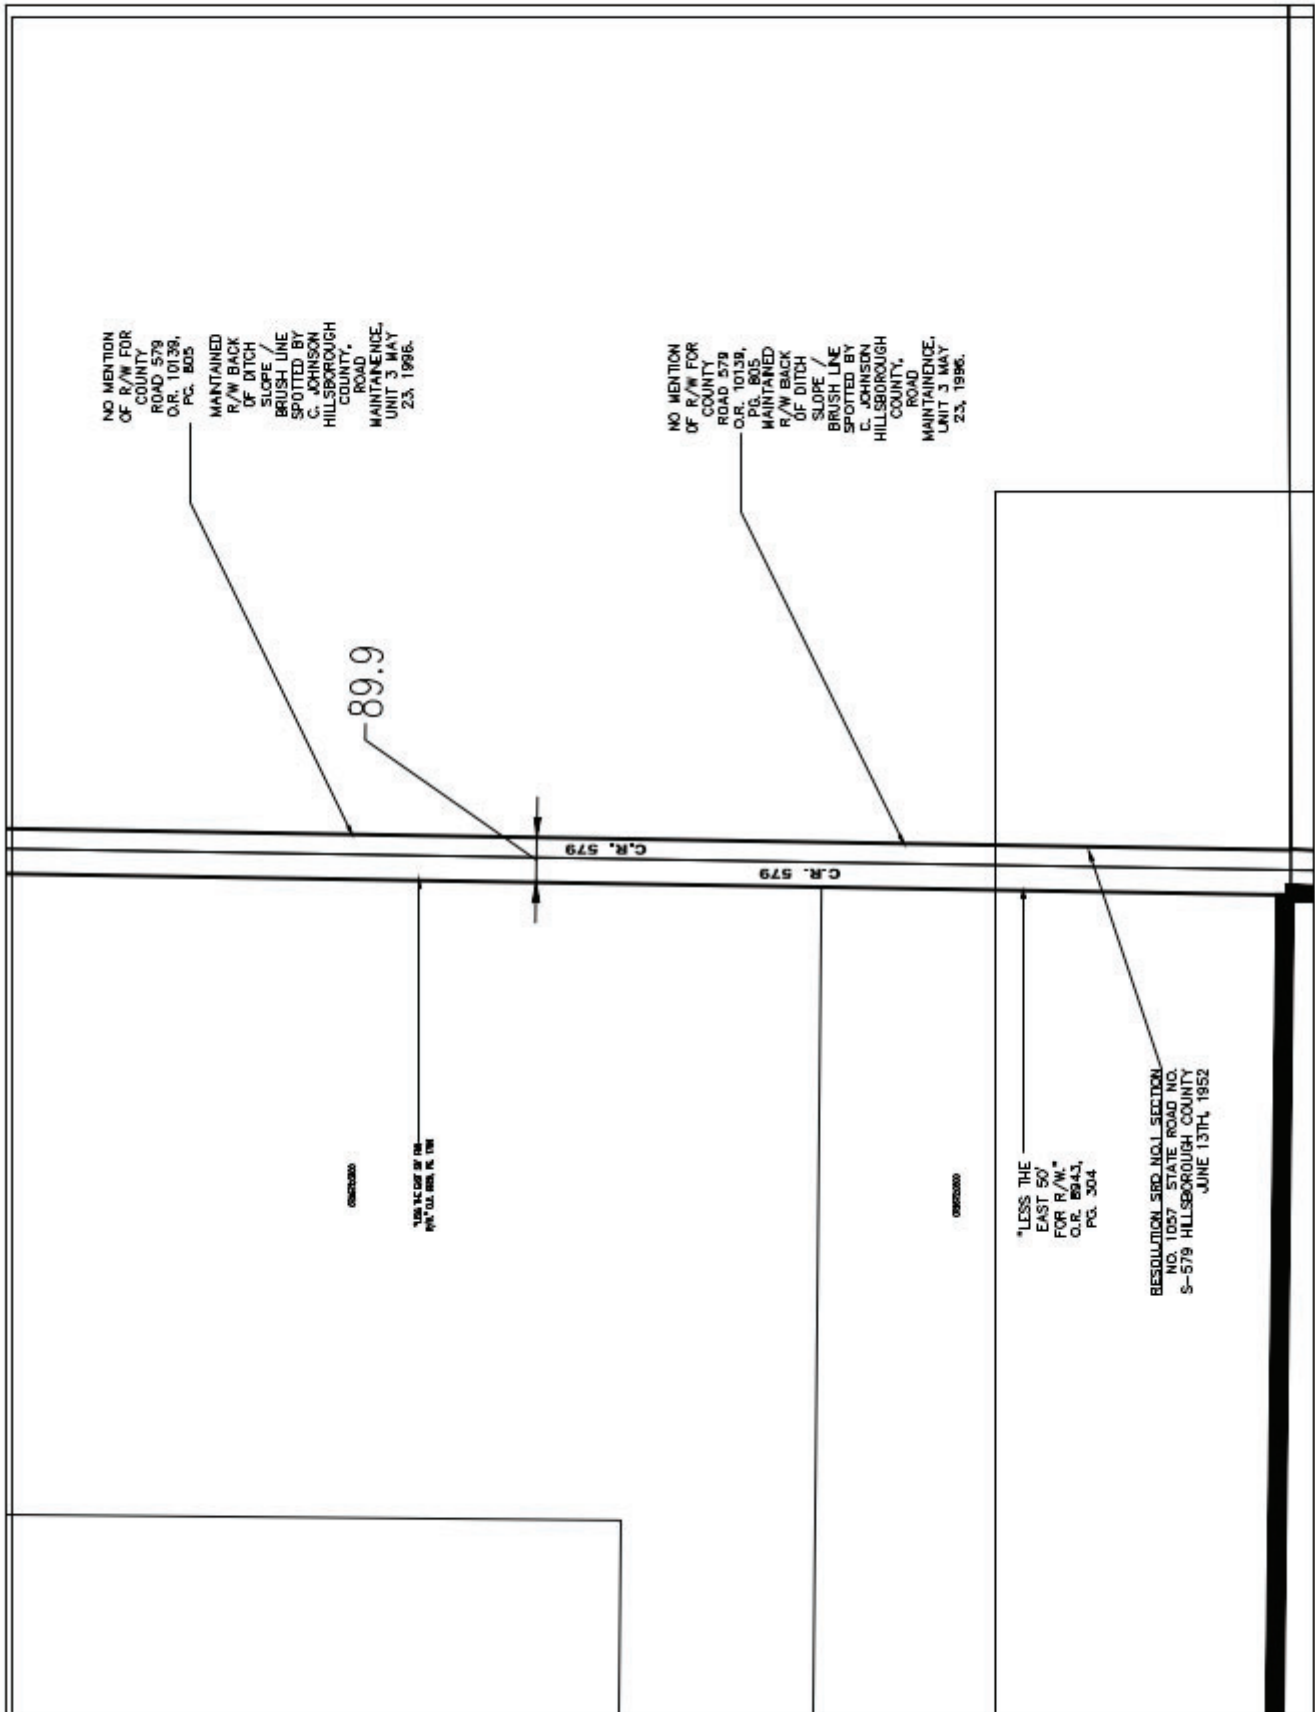 NO MENTION
OF R/W FOR
COUNTY
ROAD 579
O.R. 10139,
PG. 805
MAINTAINED
R/W BACK
OF DITCH
SLOPE /
BRUSH LINE
SPOTTED BY
C. JOHNSON
HILLSBOROUGH
COUNTY,
ROAD
MAINTAINENCE,
UNIT 3 MAY
23, 1996.
NO MENTION
OF R/W FOR
COUNTY
ROAD 579
O.R. 10139,
PG. 805
MAINTAINED
R/W BACK
OF DITCH
SLOPE /
BRUSH LINE
SPOTTED BY
C. JOHNSON
HILLSBOROUGH
COUNTY,
ROAD
MAINTAINENCE,
UNIT 3 MAY
23, 1996.
89.9
C.R. 579
C.R. 579
"LESS THE
EAST 50'
FOR R/W."
O.R. 8943,
PG. 304
RESOLUTION SRD NO.1 SECTION
NO. 1057 STATE ROAD NO.
S-579 HILLSBOROUGH COUNTY
JUNE 13TH, 1952